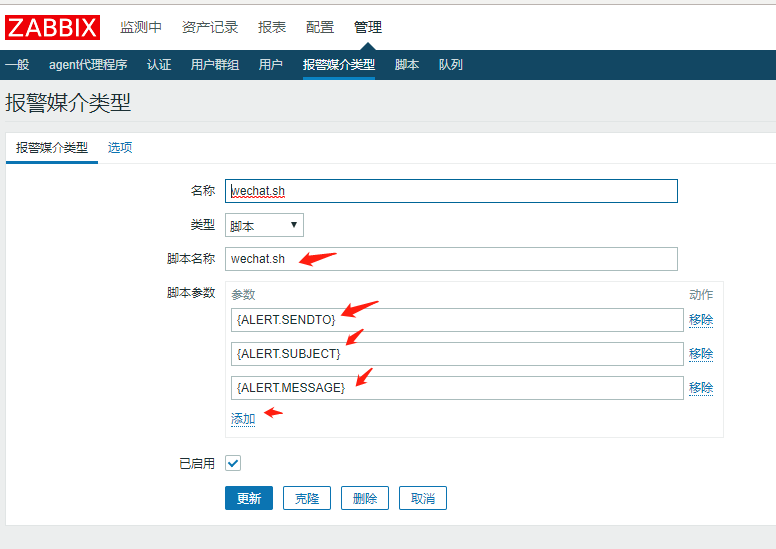 ZABBIX 监测中 资产记录 报表 配置 管理
一般 agent代理程序 认证 用户群组 用户 报警媒介类型 脚本 队列
报警媒介类型
报警媒介类型 选项
名称 wechat.sh
类型 脚本
脚本名称 wechat.sh
脚本参数 参数 动作
{ALERT.SENDTO} 移除
{ALERT.SUBJECT} 移除
{ALERT.MESSAGE} 移除
添加
已启用
更新 克隆 删除 取消